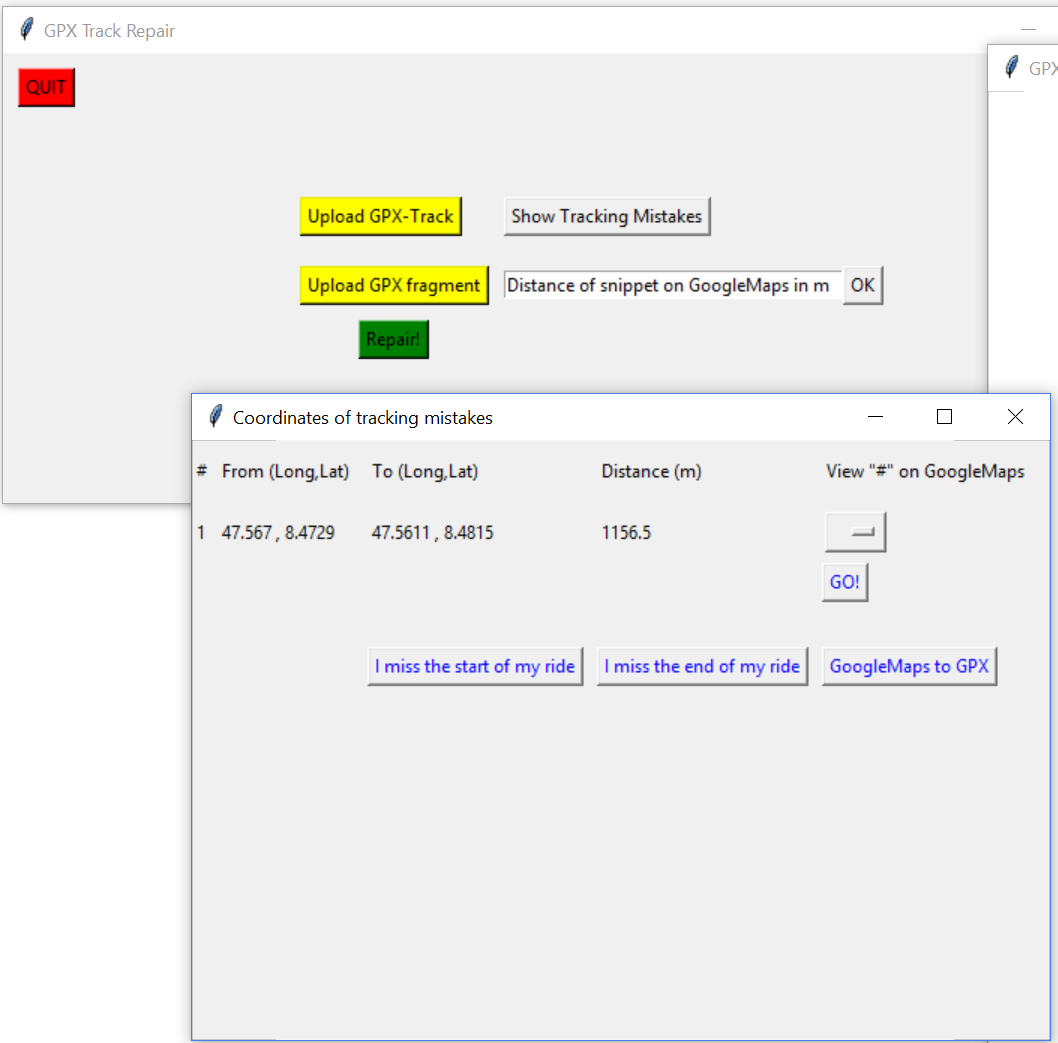 GPX Track Repair
GPX
QUIT
Upload GPX-Track Show Tracking Mistakes
Upload GPX fragment Distance of snippet on GoogleMaps in m OK
Repair!
Coordinates of tracking mistakes
# From (Long,Lat) To (Long,Lat) Distance (m) View "#" on GoogleMaps
1 47.567 , 8.4729 47.5611 , 8.4815 1156.5
GO!
I miss the start of my ride I miss the end of my ride GoogleMaps to GPX